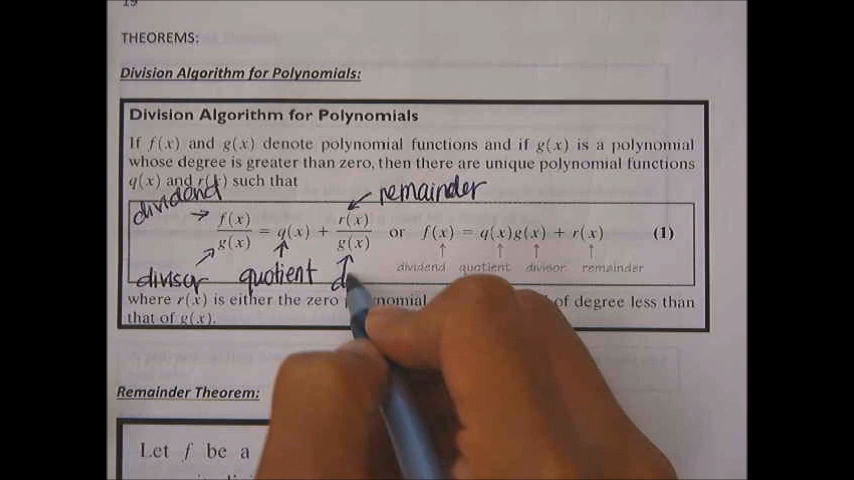 19
THEOREMS:
Division Algorithm for Polynomials:
Division Algorithm for Polynomials
If f(x) and g(x) denote polynomial functions and if g(x) is a polynomial
whose degree is greater than zero, then there are unique polynomial functions
q(x) and r(x) such that
dividend
remainder
f(x)/g(x) = q(x) + r(x)/g(x) or f(x) = q(x)g(x) + r(x) (1)
dividend quotient divisor remainder
divisor quotient d
where r(x) is either the zero of degree less than
that of g(x).
Remainder Theorem:
Let f be a